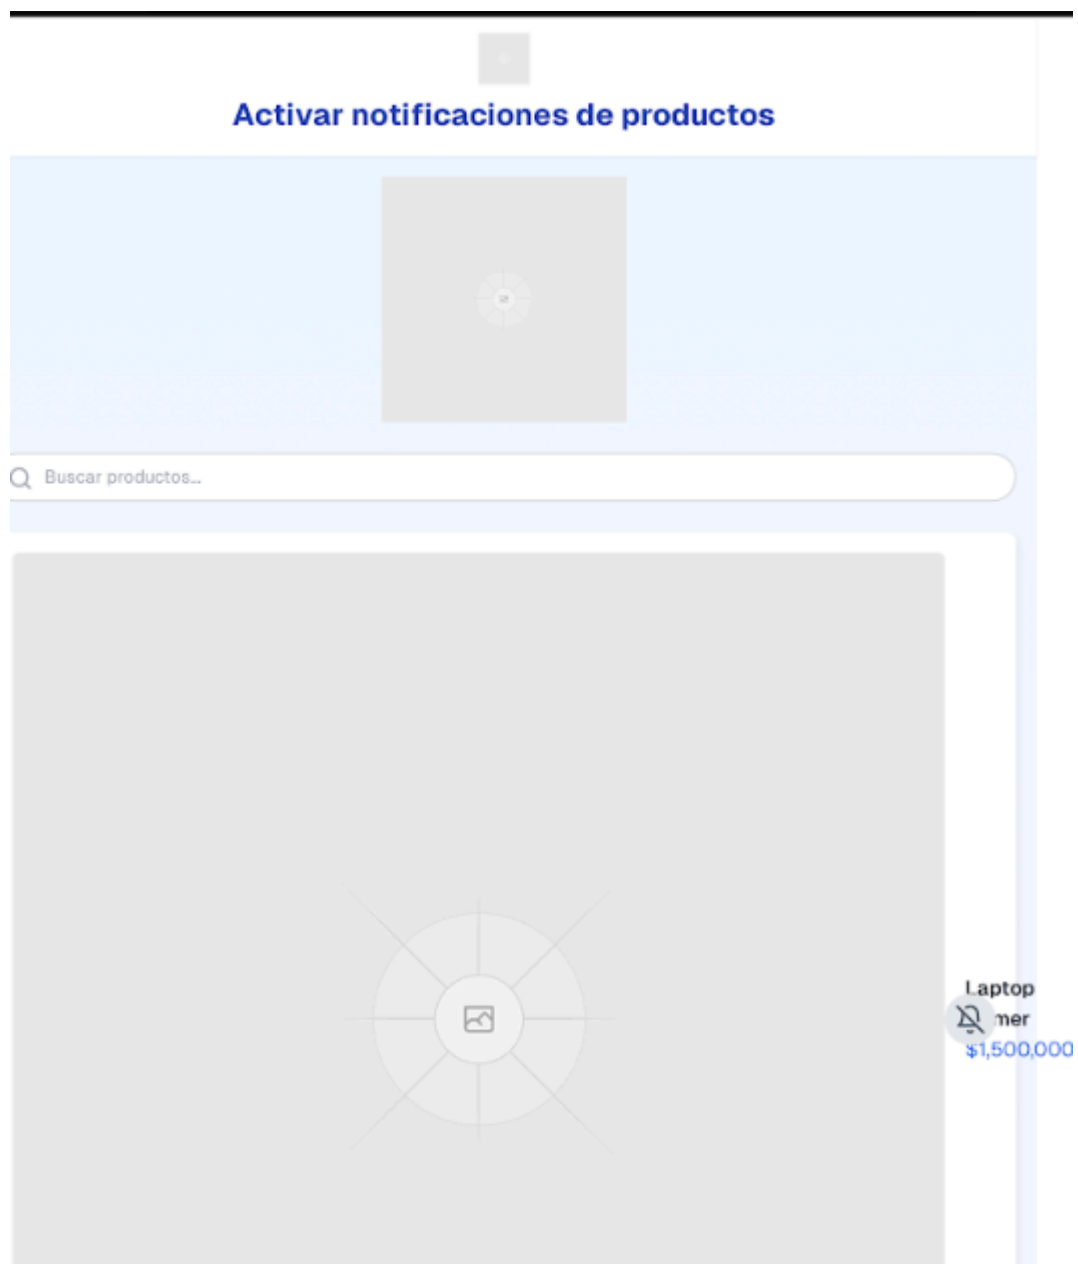 Activar notificaciones de productos
Buscar productos...
Laptop
mer
$1,500,000